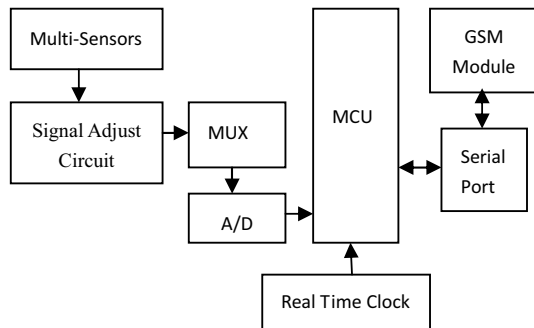 Multi-Sensors
Signal Adjust
Circuit
MUX
A/D
MCU
GSM
Module
Serial
Port
Real Time Clock